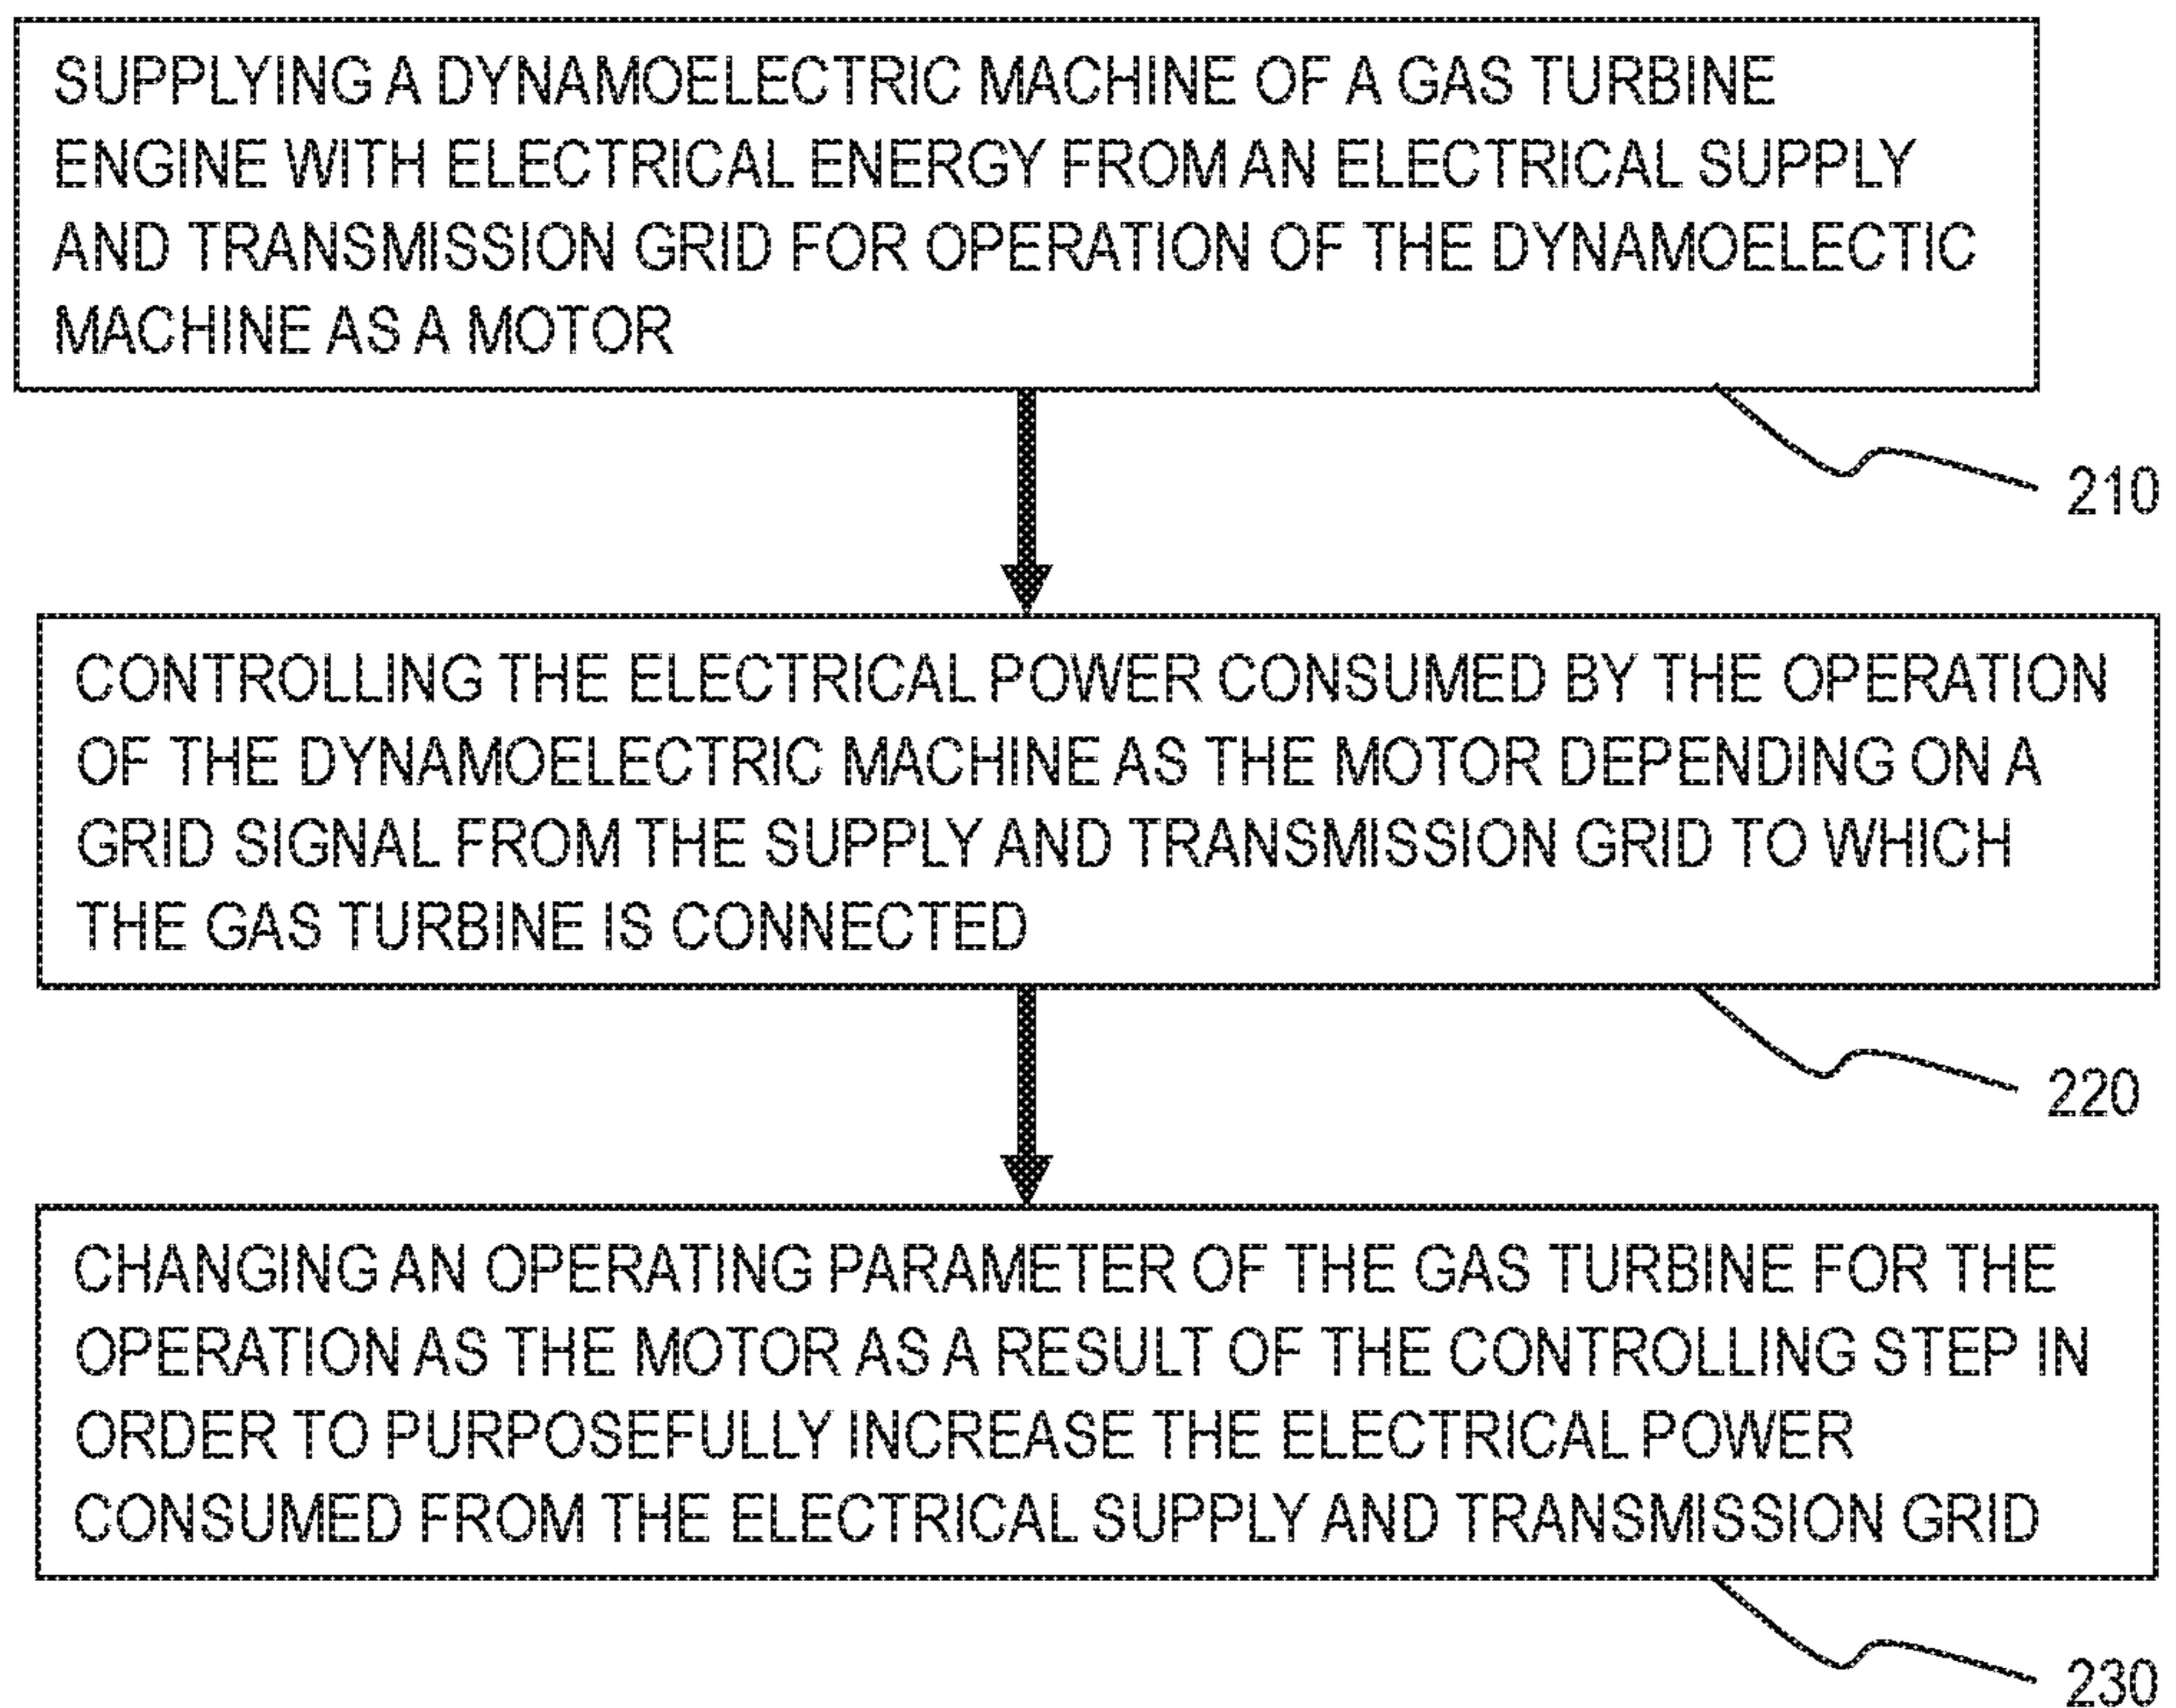 SUPPLYING A DYNAMOELECTRIC MACHINE OF A GAS TURBINE
ENGINE WITH ELECTRICAL ENERGY FROM AN ELECTRICAL SUPPLY
AND TRANSMISSION GRID FOR OPERATION OF THE DYNAMOELECTIC
MACHINE AS A MOTOR
210
CONTROLLING THE ELECTRICAL POWER CONSUMED BY THE OPERATION
OF THE DYNAMOELECTRIC MACHINE AS THE MOTOR DEPENDING ON A
GRID SIGNAL FROM THE SUPPLY AND TRANSMISSION GRID TO WHICH
THE GAS TURBINE IS CONNECTED
220
CHANGING AN OPERATING PARAMETER OF THE GAS TURBINE FOR THE
OPERATION AS THE MOTOR AS A RESULT OF THE CONTROLLING STEP IN
ORDER TO PURPOSEFULLY INCREASE THE ELECTRICAL POWER
CONSUMED FROM THE ELECTRICAL SUPPLY AND TRANSMISSION GRID
230